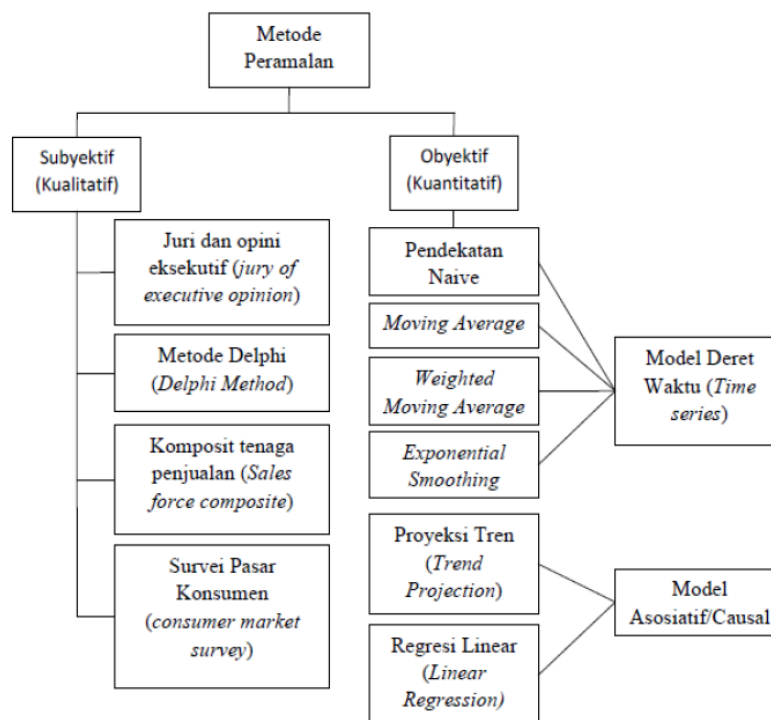 Metode
Peramalan
Subyektif
(Kualitatif)
Obyektif
(Kuantitatif)
Juri dan opini
eksekutif (jury of
executive opinion)
Metode Delphi
(Delphi Method)
Komposit tenaga
penjualan (Sales
force composite)
Survei Pasar
Konsumen
(consumer market
survey)
Pendekatan
Naive
Moving Average
Weighted
Moving Average
Exponential
Smoothing
Proyeksi Tren
(Trend
Projection)
Regresi Linear
(Linear
Regression)
Model Deret
Waktu (Time
series)
Model
Asosiatif/Causal